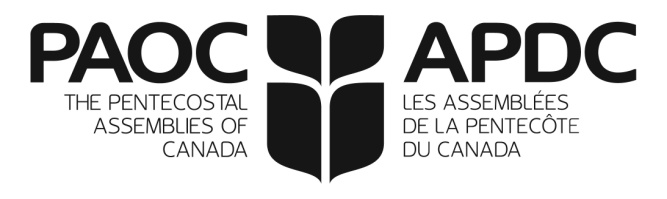 PAOC
THE PENTECOSTAL
ASSEMBLIES OF
CANADA
APDC
LES ASSEMBLÉES
DE LA PENTECÔTE
DU CANADA